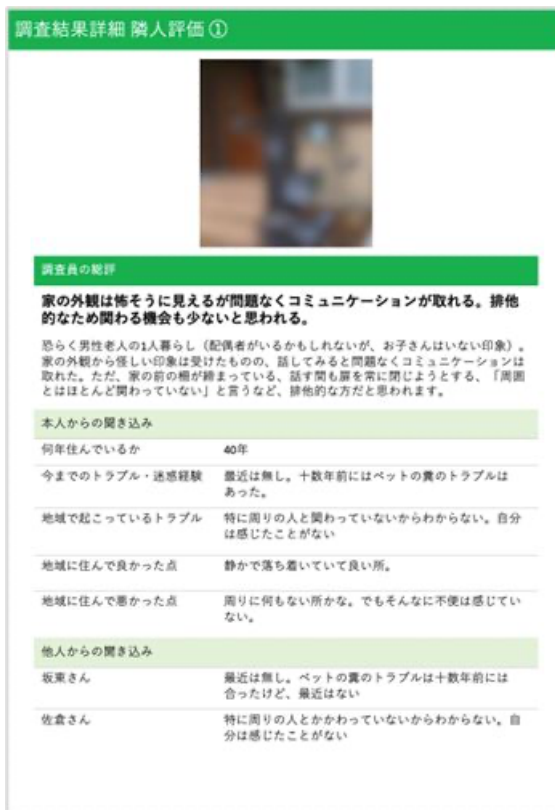 調査結果詳細 隣人評価①
調査員の総評
家の外観は怖そうに見えるが問題なくコミュニケーションが取れる。排他
的なため関わる機会も少ないと思われる。
恐らく男性老人の1人暮らし（配偶者がいるかもしれないが、お子さんはいない印象）。
家の外観から怪しい印象は受けたものの、話してみると問題なくコミュニケーションは
取れた。ただ、家の前の柵が締まっている、話す間も扉を常に閉じようとする、「周囲
とはほとんど関わっていない」と言うなど、排他的な方だと思われます。
本人からの聞き込み
何年住んでいるか 40年
今までのトラブル・迷惑経験 最近は無し。十数年前にはペットの糞のトラブルは
あった。
地域で起こっているトラブル 特に周りの人と関わっていないからわからない。自分
は感じたことがない
地域に住んで良かった点 静かで落ち着いていて良い所。
地域に住んで悪かった点 周りに何もない所かな。でもそんなに不便は感じてい
ない。
他人からの聞き込み
坂東さん 最近は無し。ペットの糞のトラブルは十数年前には
合ったけど、最近はない
佐倉さん 特に周りの人とかかわっていないからわからない。自
分は感じたことがない